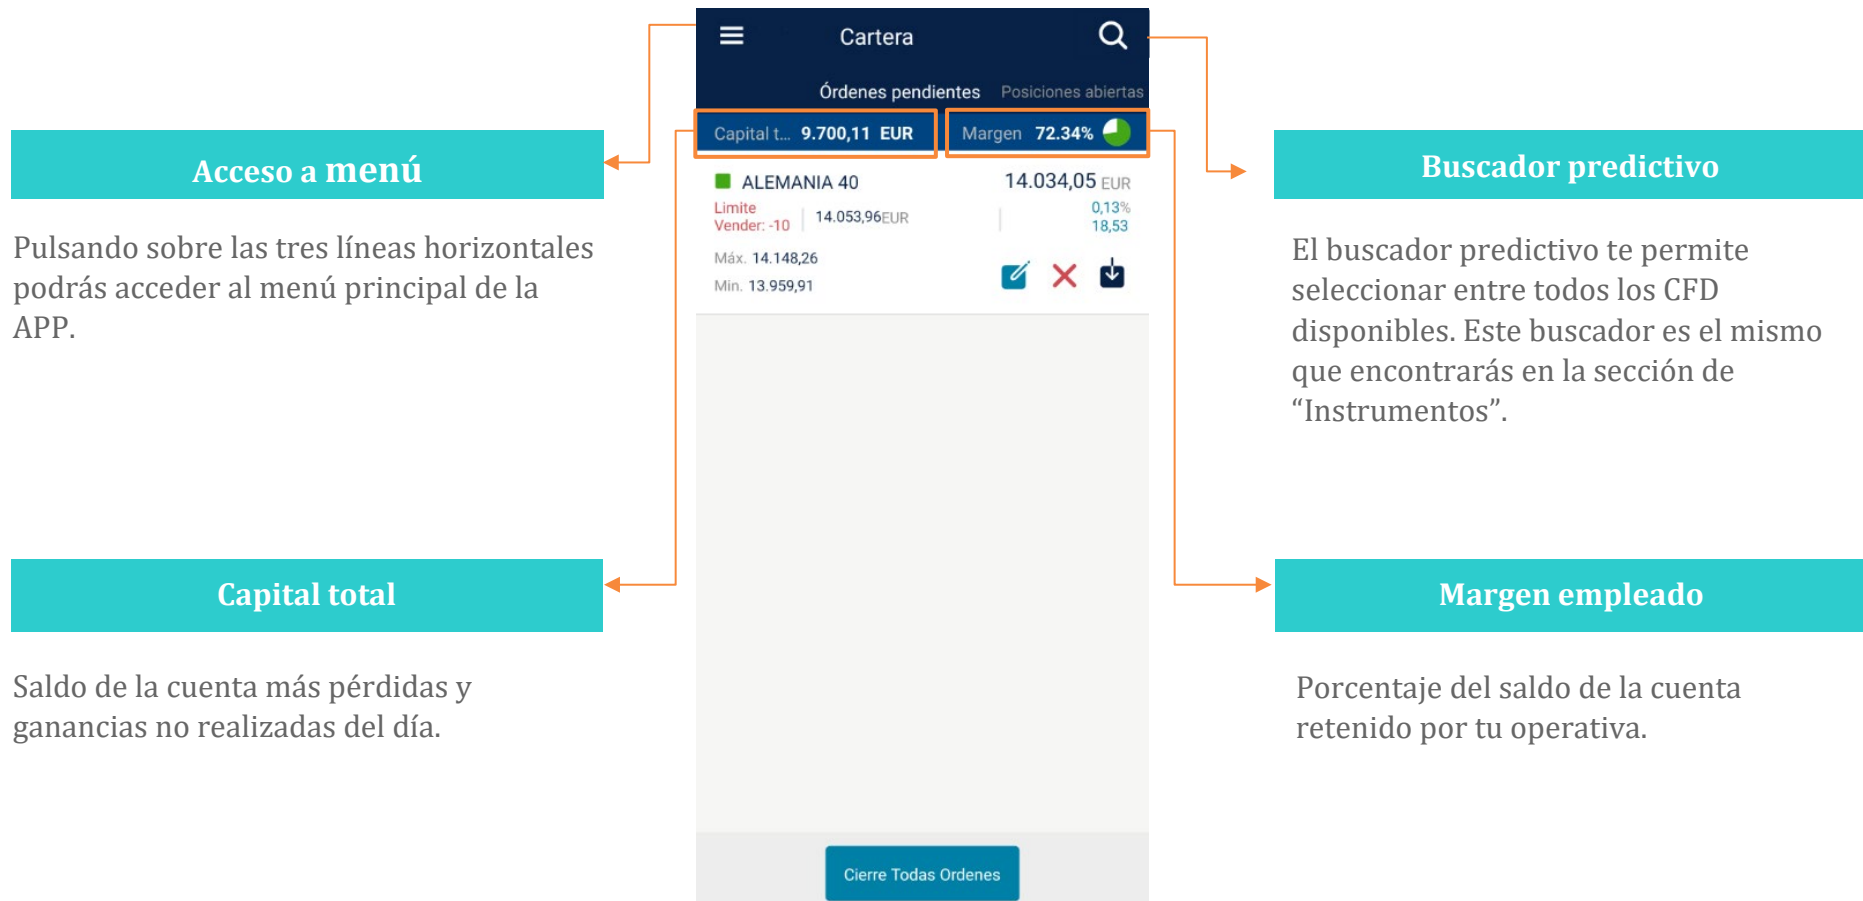 Cartera
Órdenes pendientes Posiciones abiertas
Capital t... 9.700,11 EUR Margen 72.34%
ALEMANIA 40 14.034,05 EUR
Limite
Vender: -10
14.053,96EUR
0,13%
18,53
Máx. 14.148,26
Min. 13.959,91
Cierre Todas Ordenes
Acceso a menú
Pulsando sobre las tres líneas horizontales
podrás acceder al menú principal de la
APP.
Buscador predictivo
El buscador predictivo te permite
seleccionar entre todos los CFD
disponibles. Este buscador es el mismo
que encontrarás en la sección de
“Instrumentos”.
Capital total
Saldo de la cuenta más pérdidas y
ganancias no realizadas del día.
Margen empleado
Porcentaje del saldo de la cuenta
retenido por tu operativa.